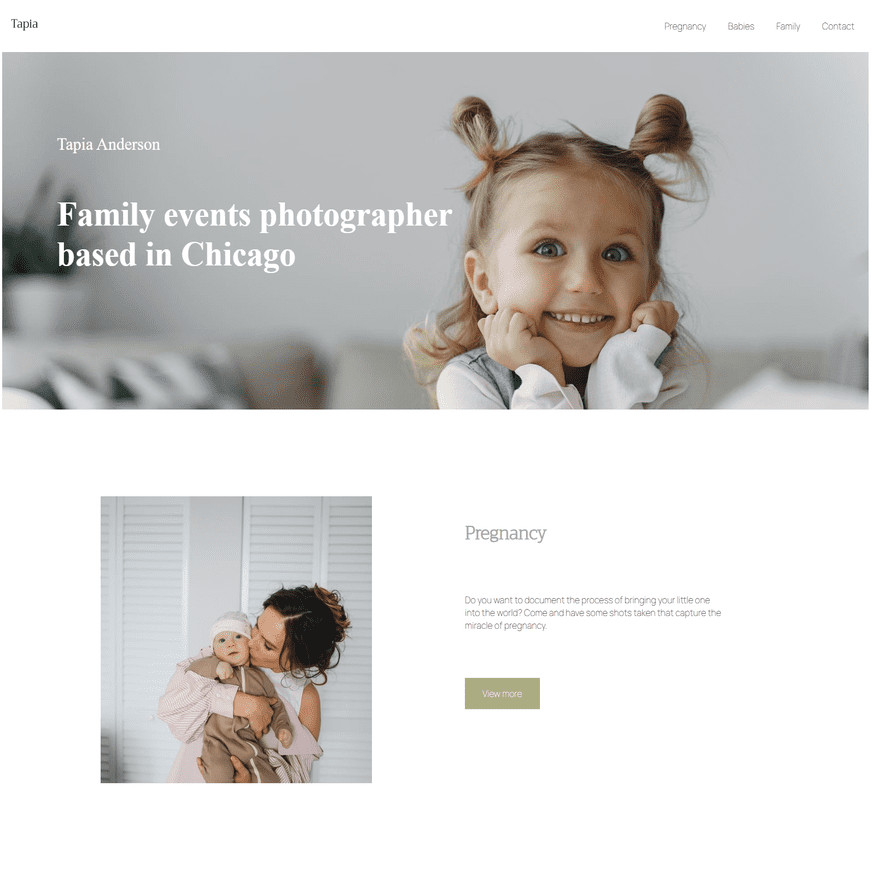 Tapia
Pregnancy Babies Family Contact
Tapia Anderson
Family events photographer
based in Chicago
Pregnancy
Do you want to document the process of bringing your little one
into the world? Come and have some shots taken that capture the
miracle of pregnancy.
View more